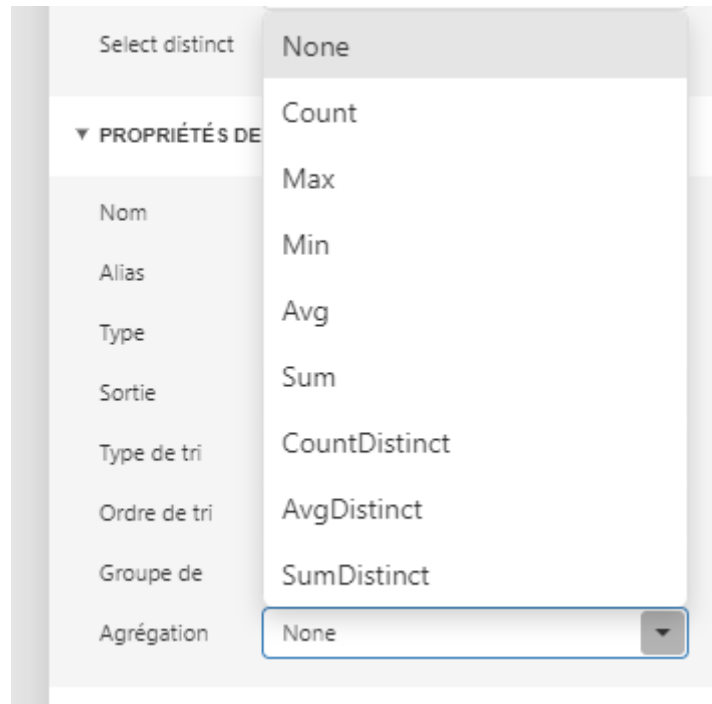 Select distinct
None
Count
▼ PROPRIÉTÉS DE
Max
Nom
Min
Alias
Avg
Type
Sum
Sortie
CountDistinct
Type de tri
AvgDistinct
Ordre de tri
SumDistinct
Groupe de
Agrégation None